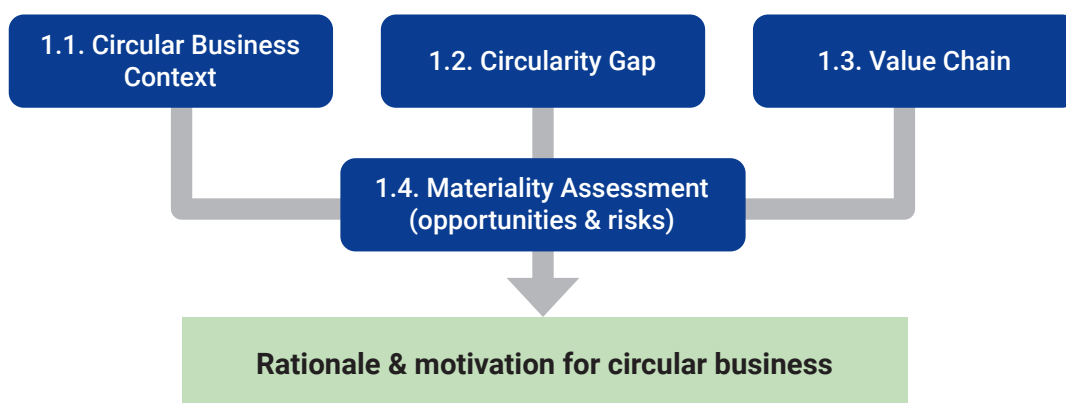 1.1. Circular Business
Context
1.2. Circularity Gap
1.3. Value Chain
1.4. Materiality Assessment
(opportunities & risks)
Rationale & motivation for circular business